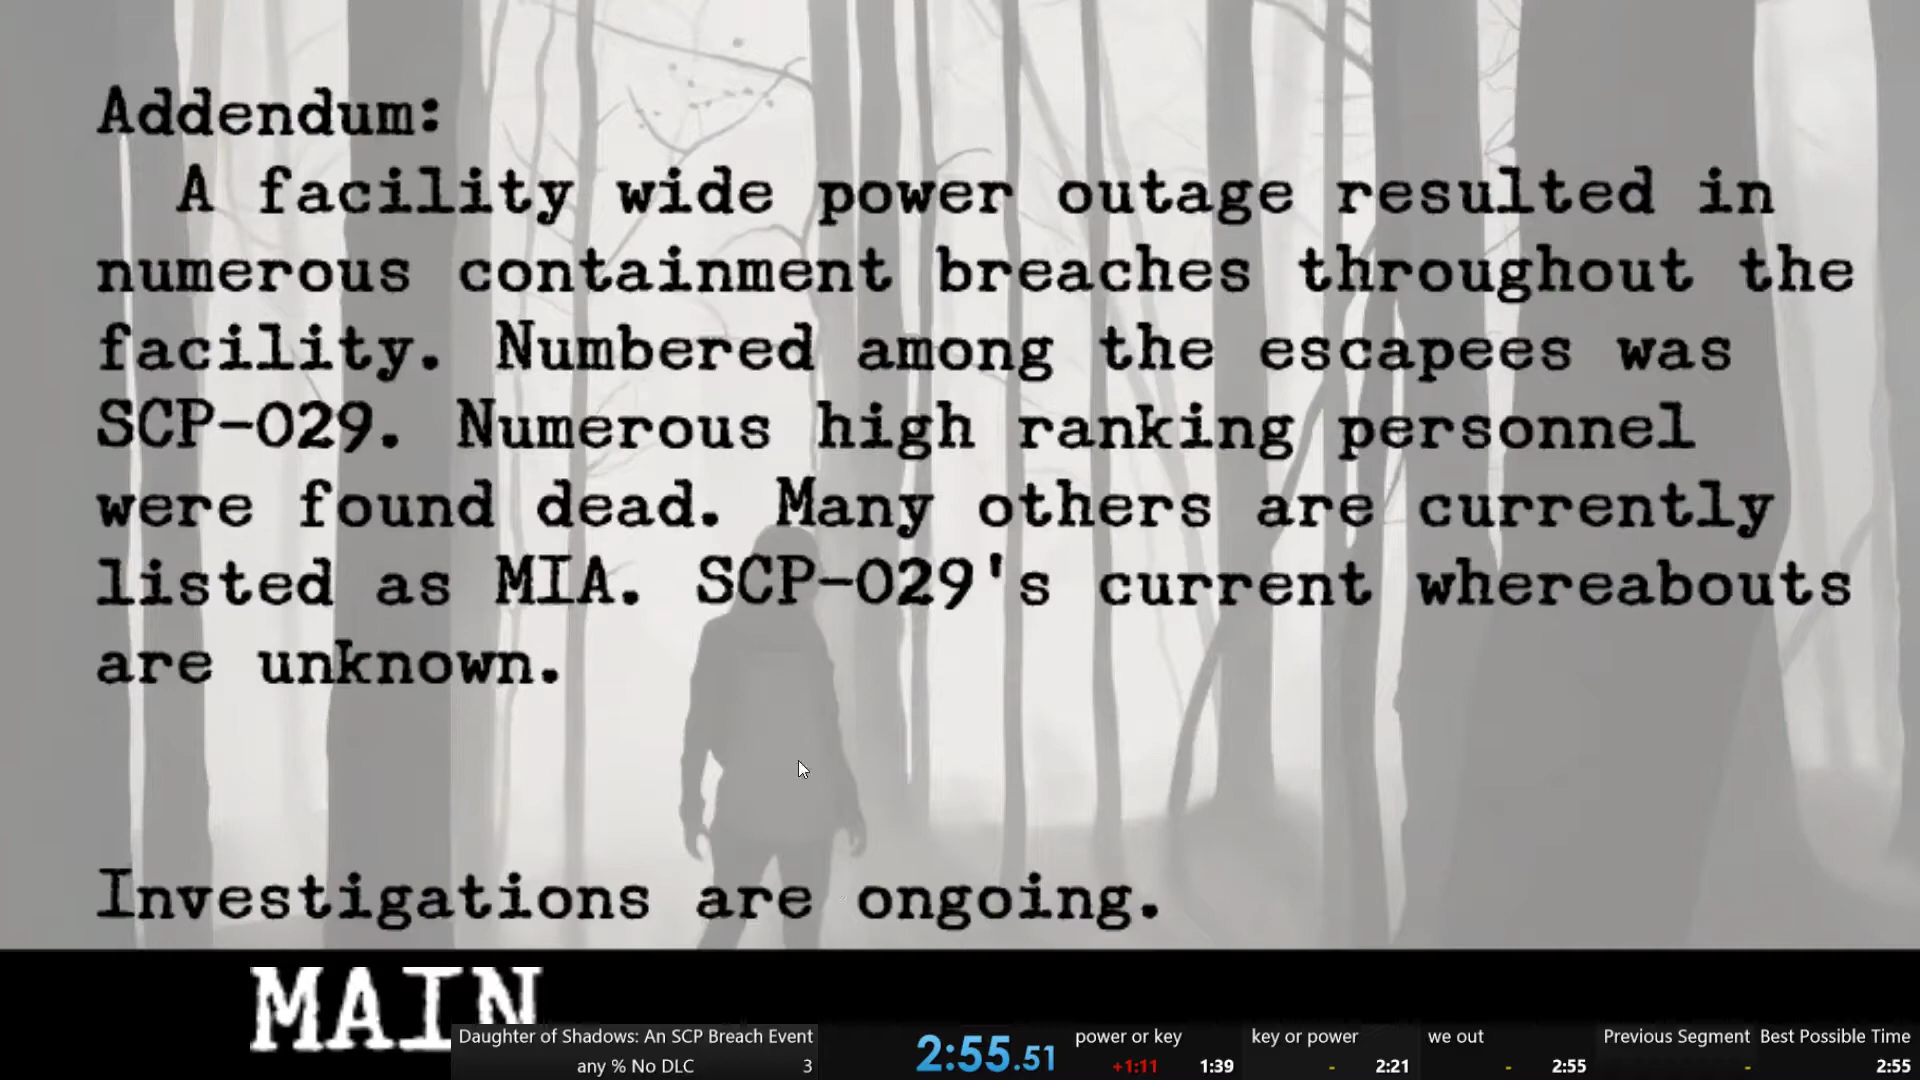 Addendum:
A facility wide power outage resulted in
numerous containment breaches throughout the
facility. Numbered among the escapees was
SCP-029. Numerous high ranking personnel
were found dead. Many others are currently
listed as MIA. SCP-029's current whereabouts
are unknown.
Investigations are ongoing.
MAIN
Daughter of Shadows: An SCP Breach Event
any % No DLC 3
2:55.51
power or key
+1:11 1:39
key or power
- 2:21
we out
- 2:55
Previous Segment
-
Best Possible Time
2:55